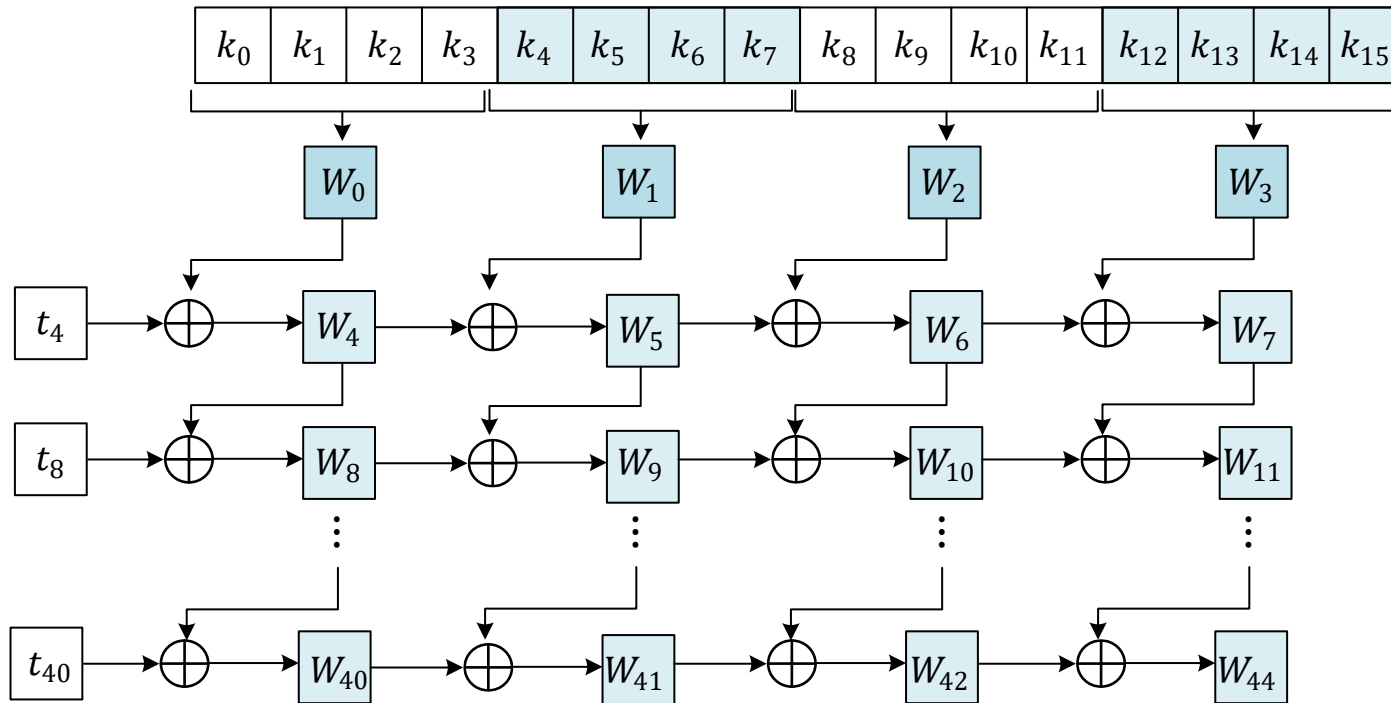 k₀ k₁ k₂ k₃ k₄ k₅ k₆ k₇ k₈ k₉ k₁₀ k₁₁ k₁₂ k₁₃ k₁₄ k₁₅
W₀ W₁ W₂ W₃
t₄ W₄ W₅ W₆ W₇
t₈ W₈ W₉ W₁₀ W₁₁
⋮ ⋮ ⋮ ⋮
t₄₀ W₄₀ W₄₁ W₄₂ W₄₄